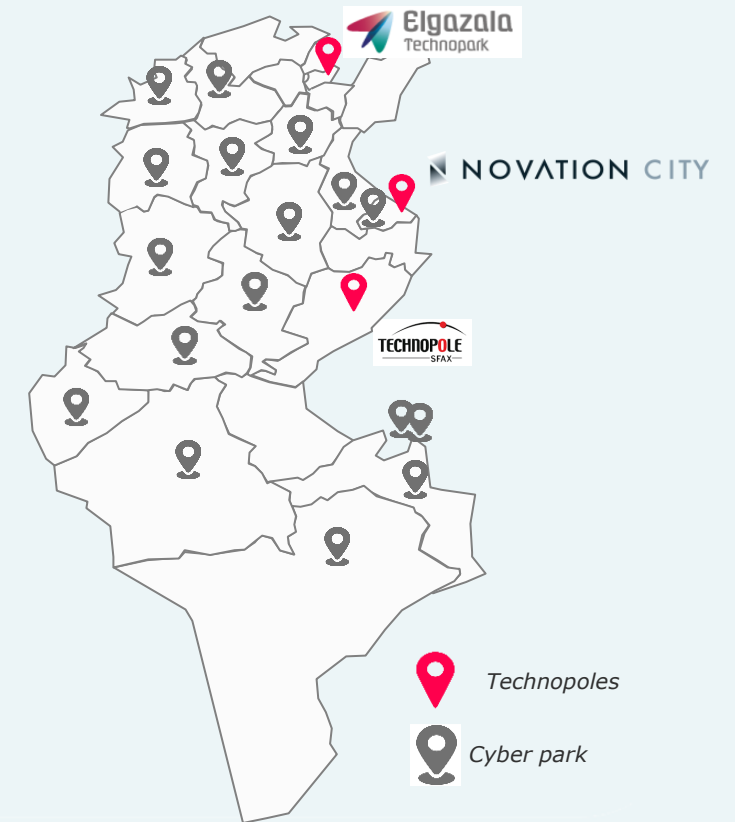 Elgazala
Technopark
NOVATION CITY
TECHNOPOLE
SFAX
Technopoles
Cyber park